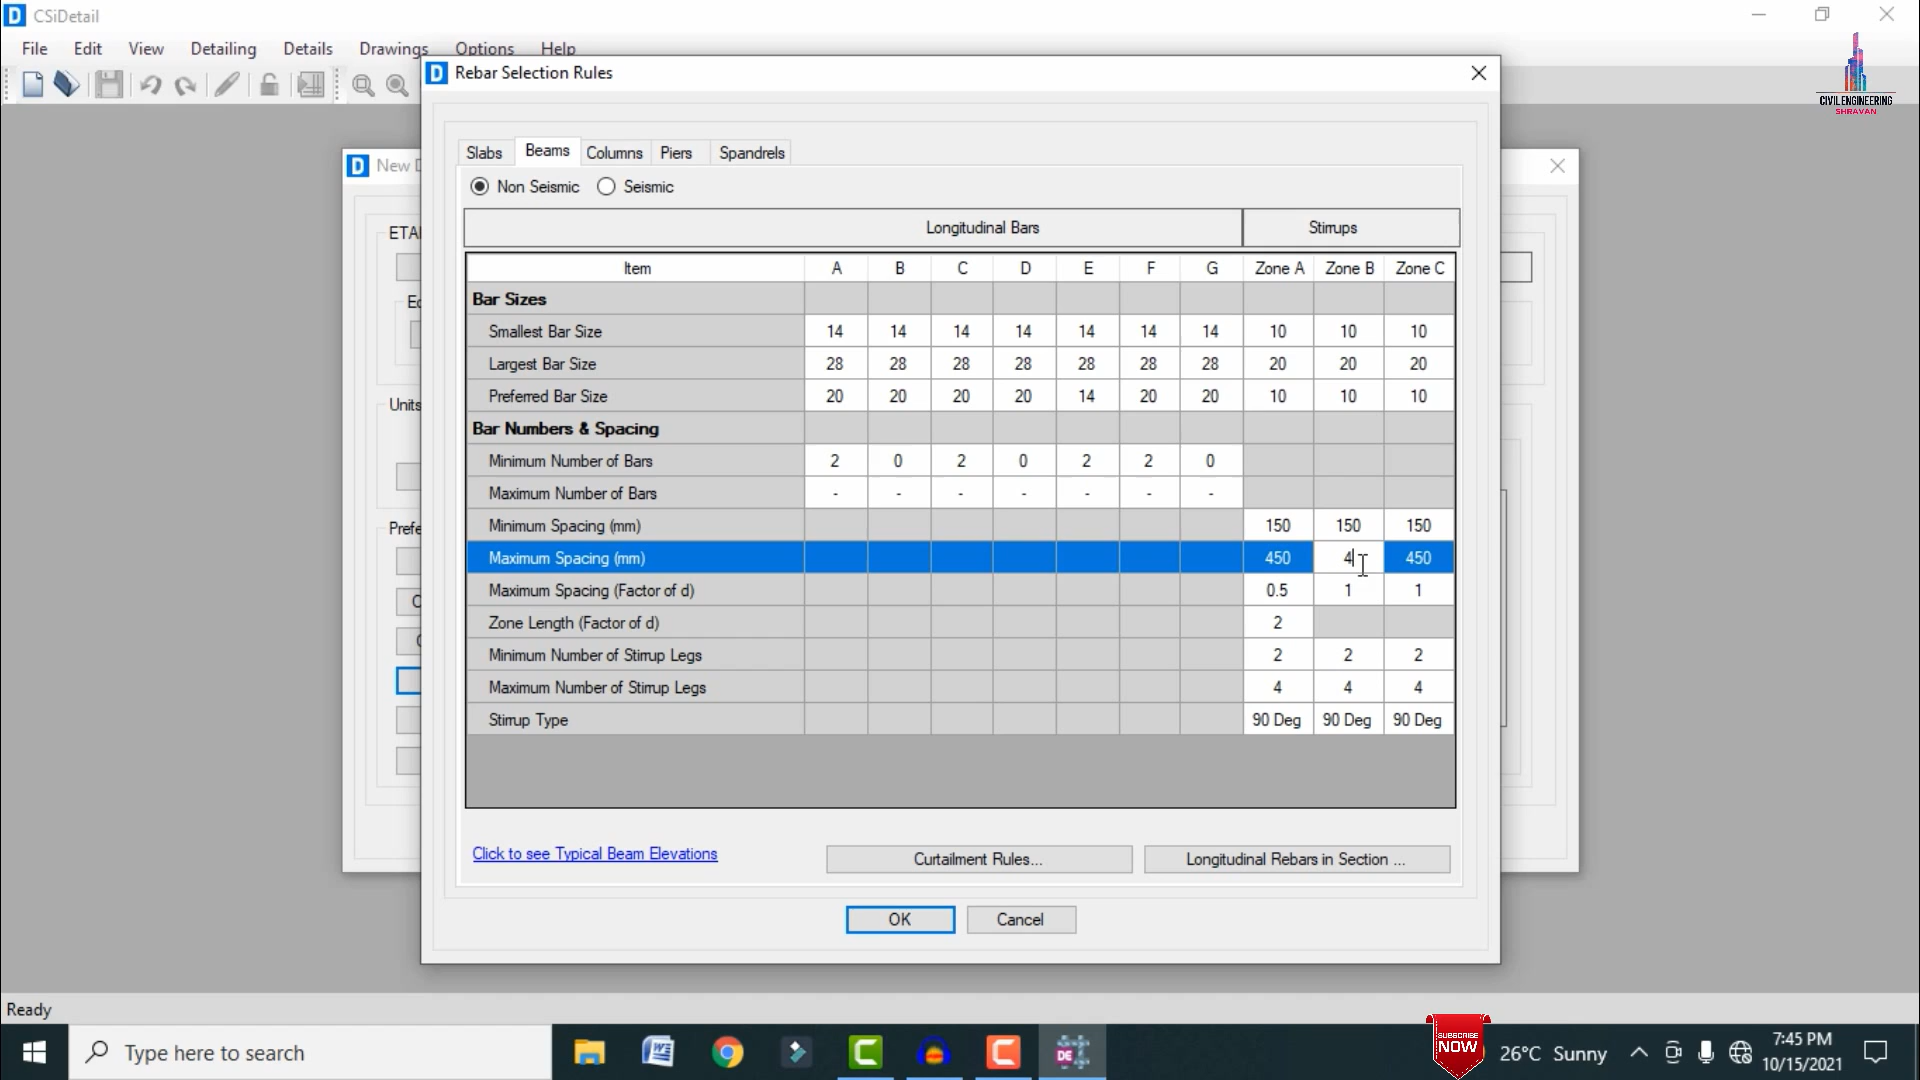 CSiDetail
File Edit View Detailing Details Drawings Options Help
CIVILENGINEERING
SHRAVAN
D Rebar Selection Rules
D New D
Slabs Beams Columns Piers Spandrels
Non Seismic Seismic
Longitudinal Bars Stirrups
Item A B C D E F G Zone A Zone B Zone C
Bar Sizes
Smallest Bar Size 14 14 14 14 14 14 14 10 10 10
Largest Bar Size 28 28 28 28 28 28 28 20 20 20
Preferred Bar Size 20 20 20 20 14 20 20 10 10 10
Bar Numbers & Spacing
Minimum Number of Bars 2 0 2 0 2 2 0
Maximum Number of Bars - - - - - - -
Minimum Spacing (mm) 150 150 150
Maximum Spacing (mm) 450 4 450
Maximum Spacing (Factor of d) 0.5 1 1
Zone Length (Factor of d) 2
Minimum Number of Stirrup Legs 2 2 2
Maximum Number of Stirrup Legs 4 4 4
Stirrup Type 90 Deg 90 Deg 90 Deg
Click to see Typical Beam Elevations Curtailment Rules... Longitudinal Rebars in Section ...
OK Cancel
ETA
Units
Prefe
Ready
Type here to search
DE
SUBSCRIBE
NOW
26°C Sunny
7:45 PM
10/15/2021